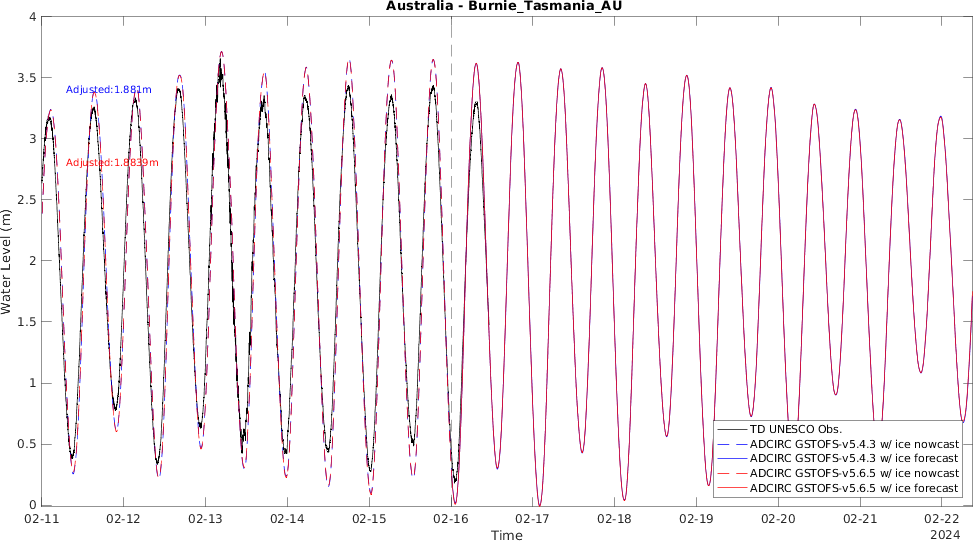 Australia - Burnie_Tasmania_AU
4
3.5
3
2.5
2
1.5
1
0.5
0
Water Level (m)
Adjusted:1.881m
Adjusted:1.8839m
TD UNESCO Obs.
ADCIRC GSTOFS-v5.4.3 w/ ice nowcast
ADCIRC GSTOFS-v5.4.3 w/ ice forecast
ADCIRC GSTOFS-v5.6.5 w/ ice nowcast
ADCIRC GSTOFS-v5.6.5 w/ ice forecast
02-11 02-12 02-13 02-14 02-15 02-16 02-17 02-18 02-19 02-20 02-21 02-22
2024
Time